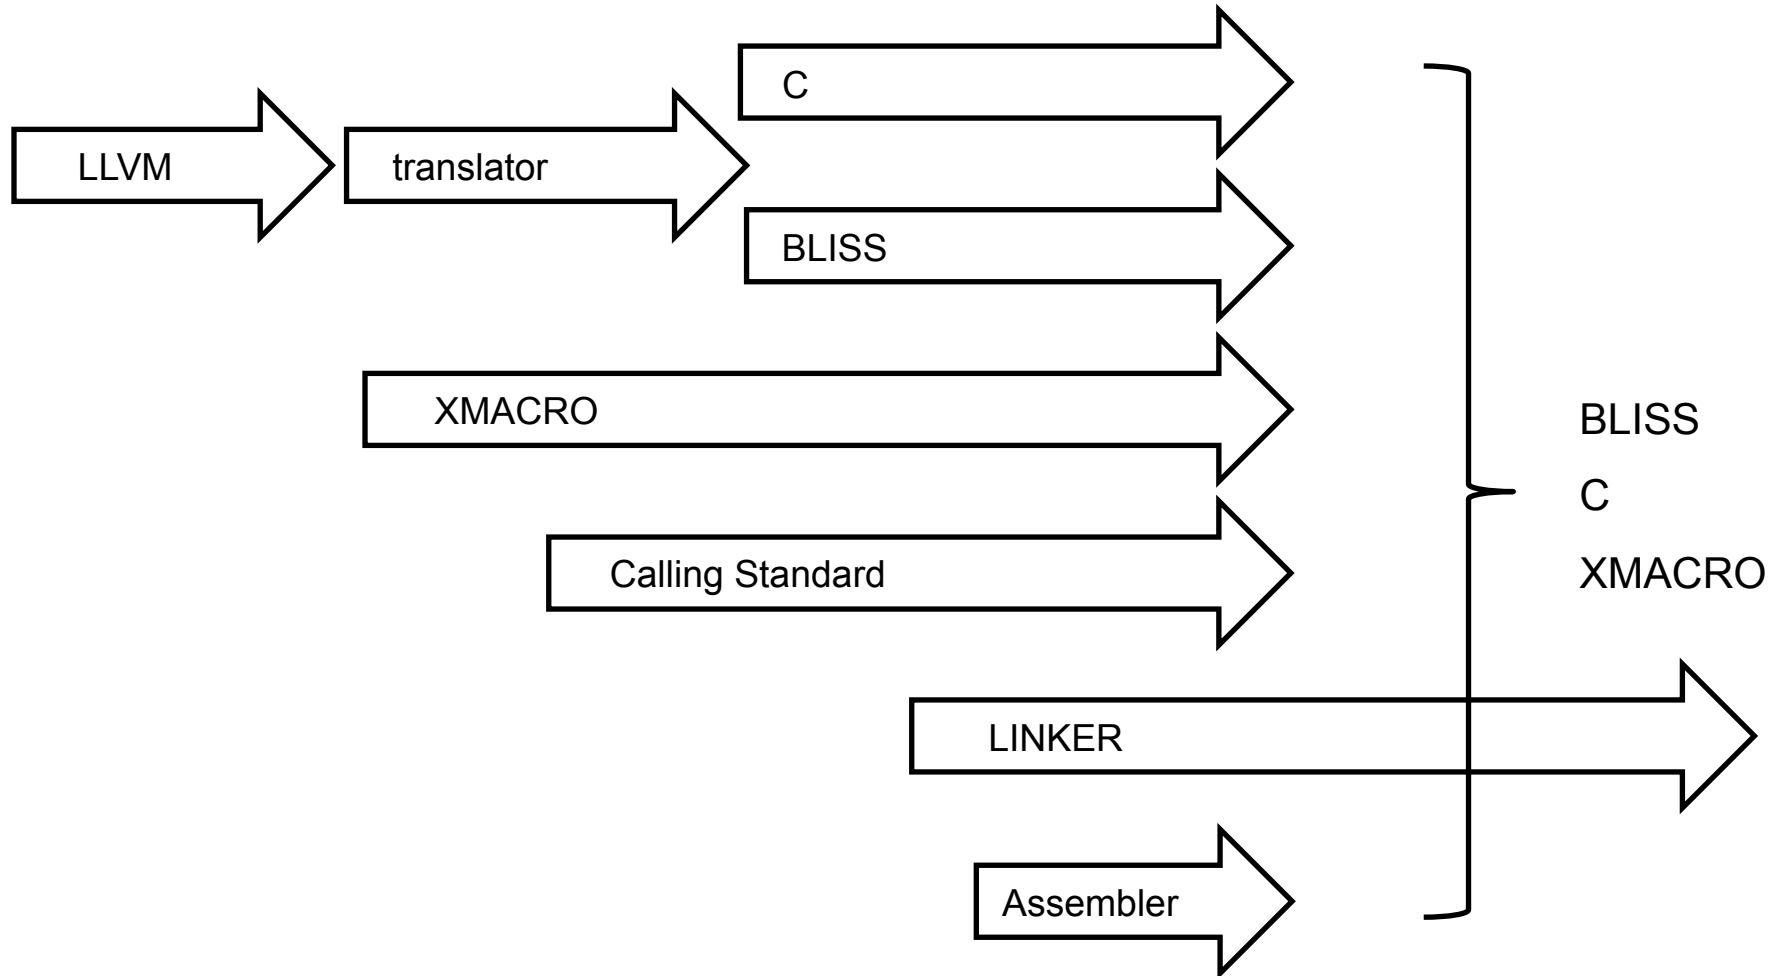 C
LLVM
translator
BLISS
XMACRO
Calling Standard
LINKER
Assembler
BLISS
C
XMACRO